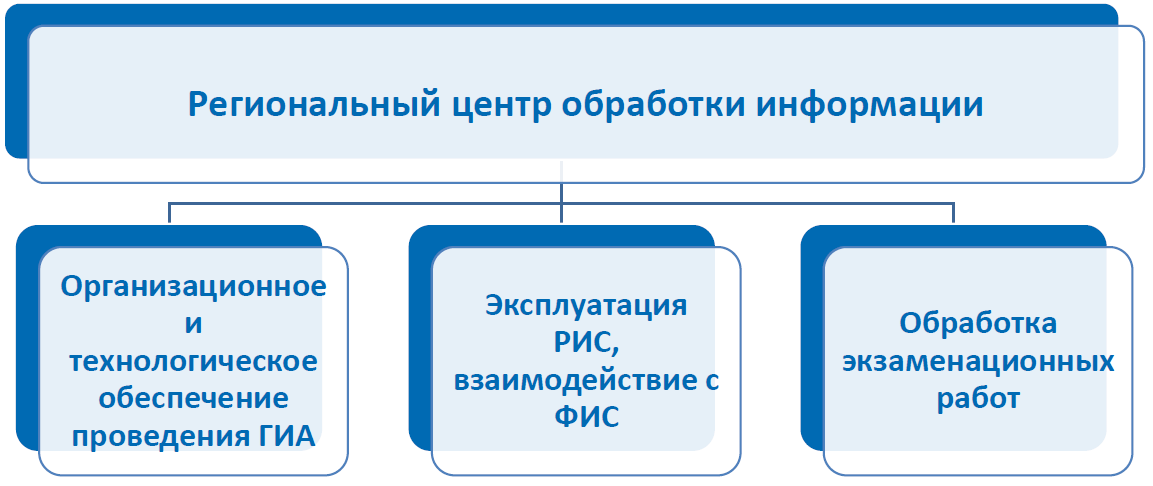 Региональный центр обработки информации
Организационное
и
технологическое
обеспечение
проведения ГИА
Эксплуатация
РИС,
взаимодействие с
ФИС
Обработка
экзаменационных
работ